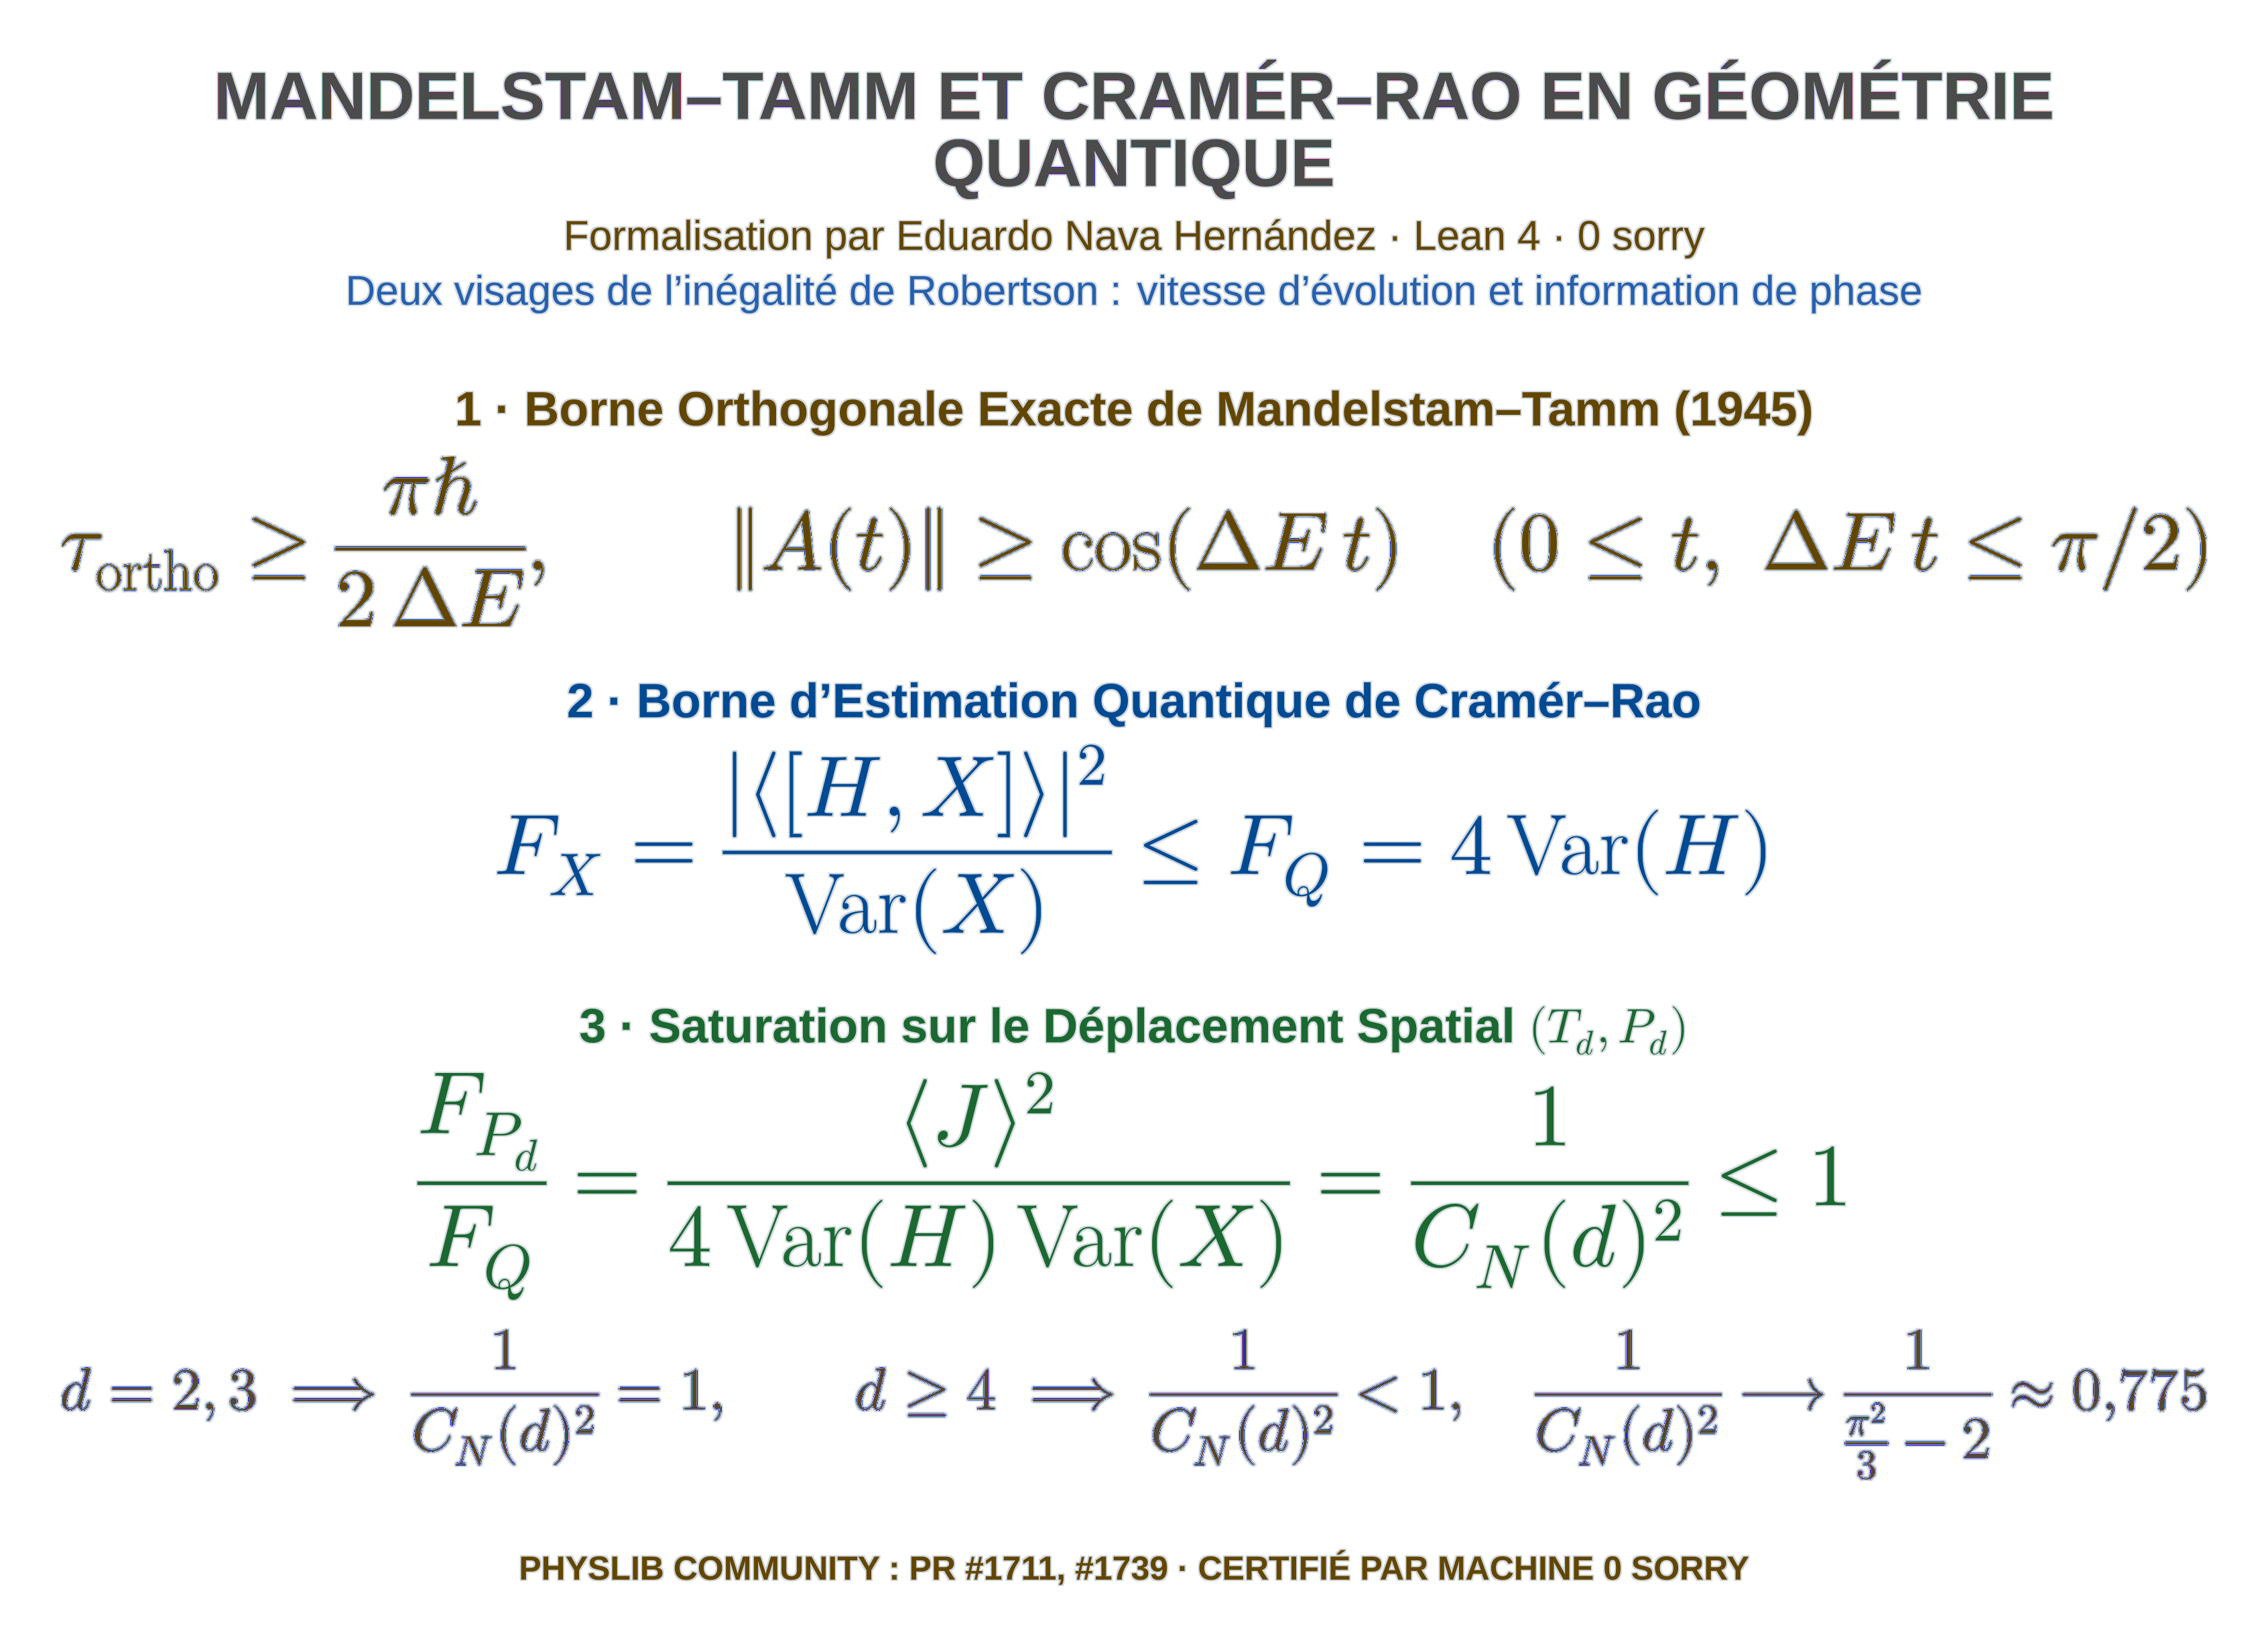 MANDELSTAM–TAMM ET CRAMÉR–RAO EN GÉOMÉTRIE
QUANTIQUE
Formalisation par Eduardo Nava Hernández · Lean 4 · 0 sorry
Deux visages de l’inégalité de Robertson : vitesse d’évolution et information de phase
1 · Borne Orthogonale Exacte de Mandelstam–Tamm (1945)
τ_ortho ≥ πℏ / (2 ΔE), ‖A(t)‖ ≥ cos(ΔE t) (0 ≤ t, ΔE t ≤ π/2)
2 · Borne d’Estimation Quantique de Cramér–Rao
F_X = |⟨[H, X]⟩|² / Var(X) ≤ F_Q = 4 Var(H)
3 · Saturation sur le Déplacement Spatial (T_d, P_d)
F_{P_d} / F_Q = ⟨J⟩² / (4 Var(H) Var(X)) = 1 / C_N(d)² ≤ 1
d = 2, 3 ⟹ 1 / C_N(d)² = 1, d ≥ 4 ⟹ 1 / C_N(d)² < 1, 1 / C_N(d)² ⟶ 1 / (π²/3 − 2) ≈ 0,775
PHYSLIB COMMUNITY : PR #1711, #1739 · CERTIFIÉ PAR MACHINE 0 SORRY